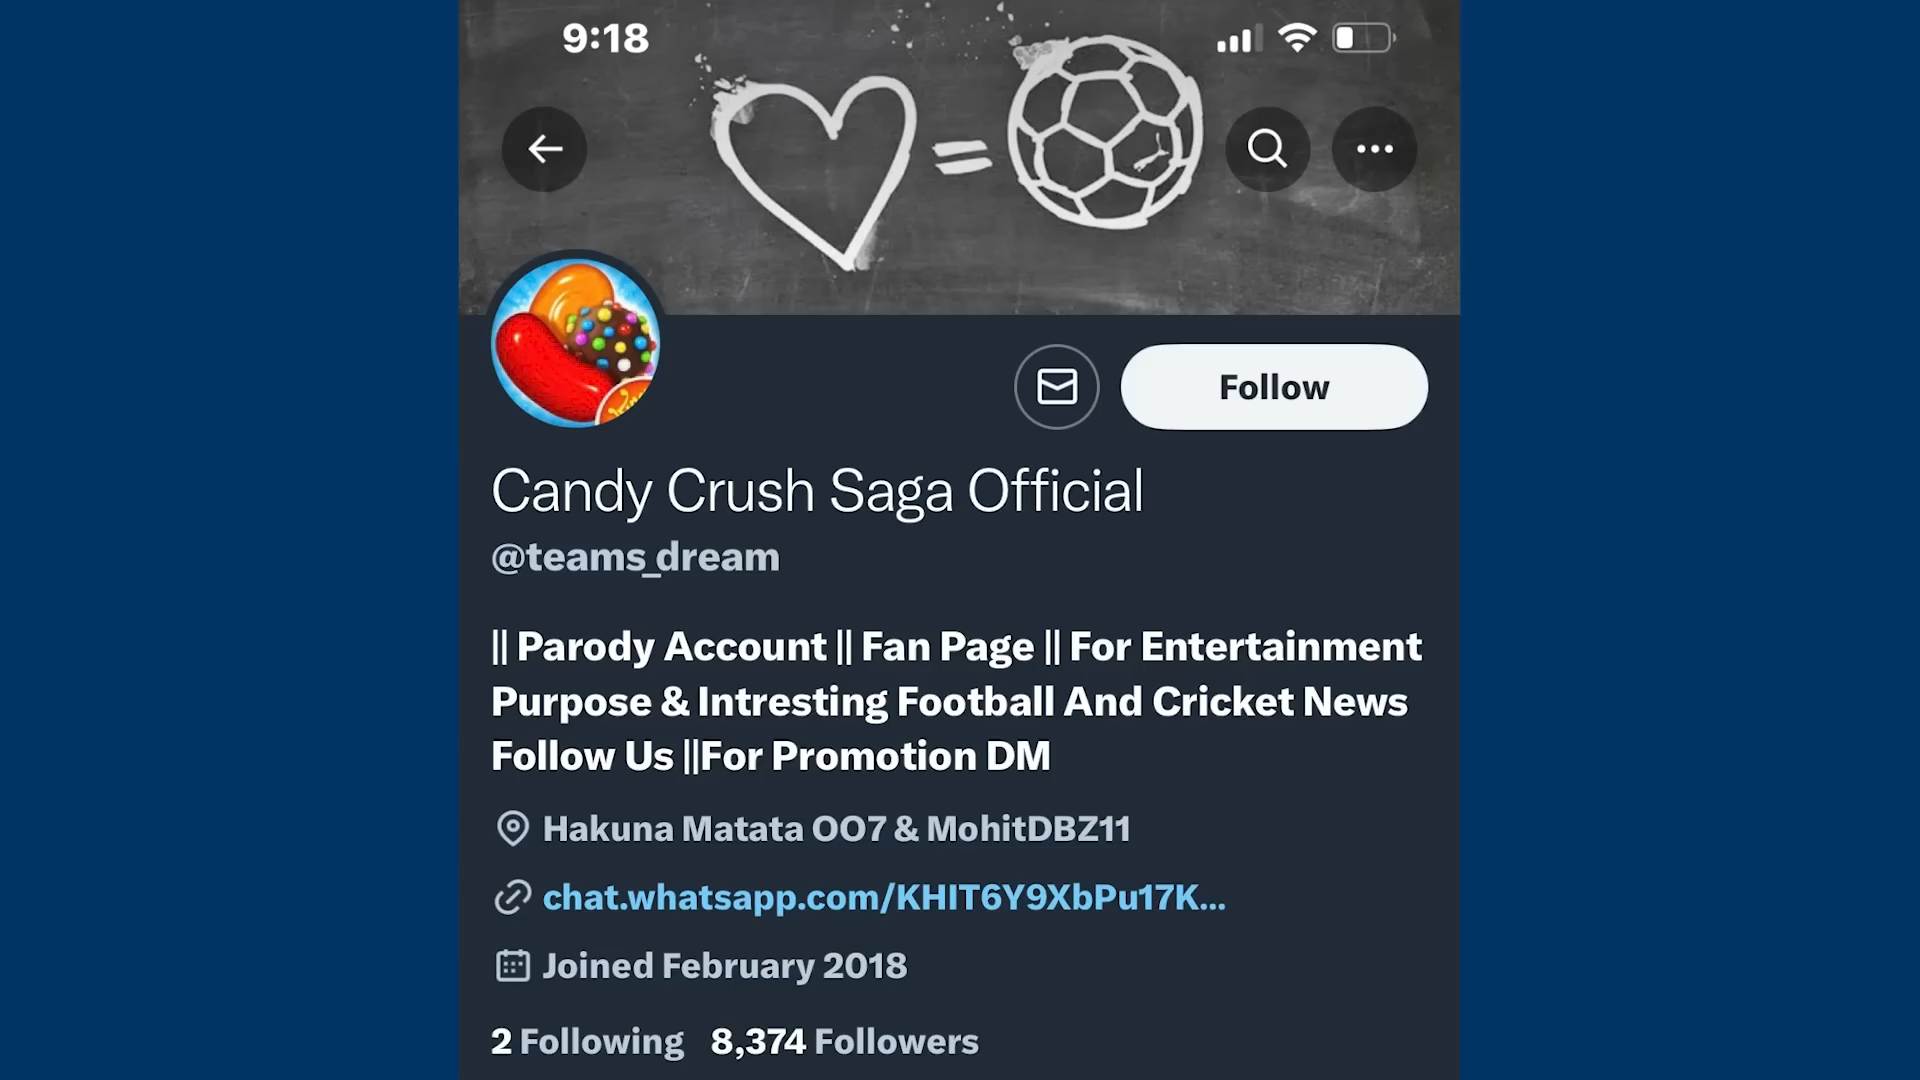 9:18
Follow
Candy Crush Saga Official
@teams_dream
|| Parody Account || Fan Page || For Entertainment
Purpose & Intresting Football And Cricket News
Follow Us ||For Promotion DM
Hakuna Matata OO7 & MohitDBZ11
chat.whatsapp.com/KHIT6Y9XbPu17K...
Joined February 2018
2 Following 8,374 Followers